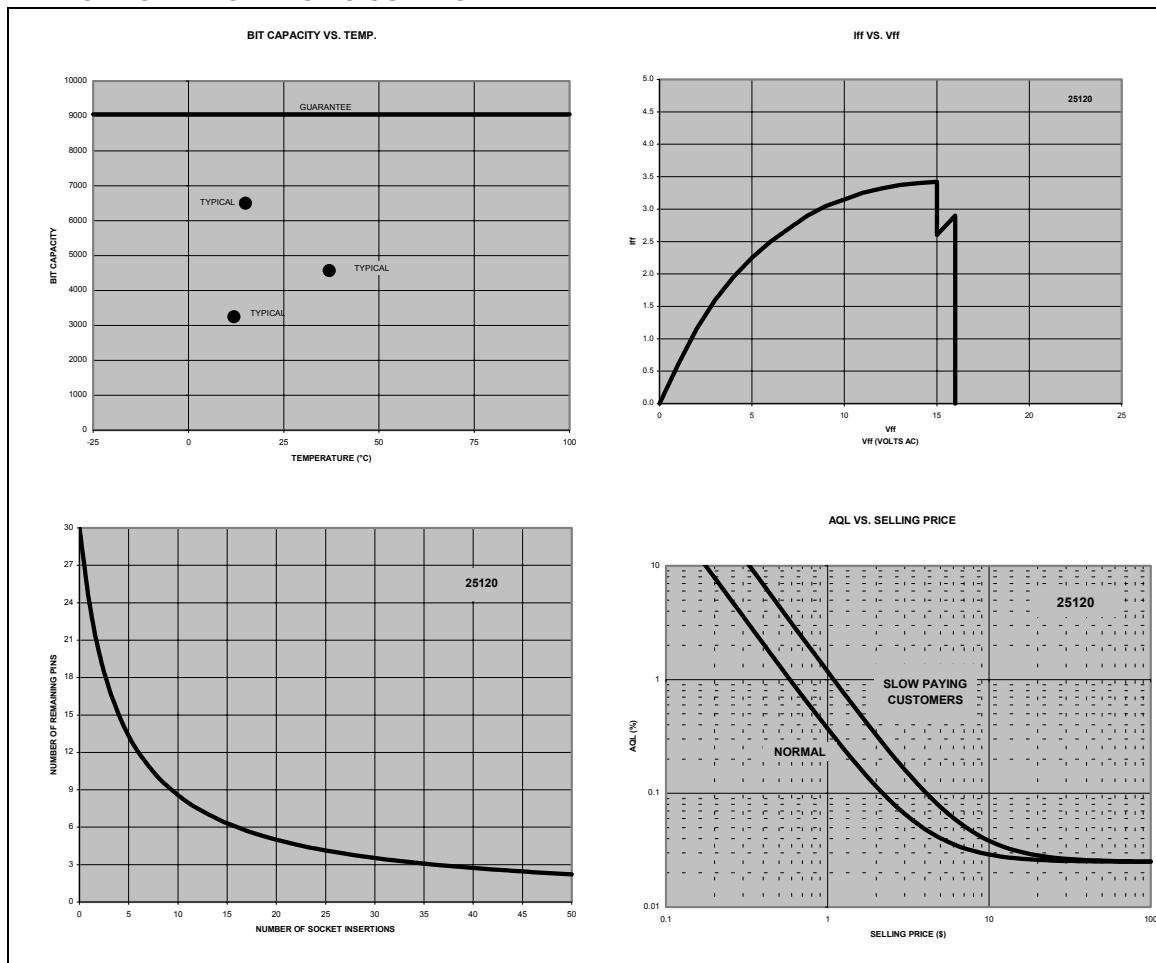 BIT CAPACITY VS. TEMP.
10000
9000
8000
7000
6000
5000
4000
3000
2000
1000
0
BIT CAPACITY
GUARANTEE
TYPICAL
TYPICAL
TYPICAL
-25 0 25 50 75 100
TEMPERATURE (°C)
Iff VS. Vff
5.0
4.5
4.0
3.5
3.0
2.5
2.0
1.5
1.0
0.5
0.0
Iff
25120
0 5 10 15 20 25
Vff
Vff (VOLTS AC)
30
27
24
21
18
15
12
9
6
3
0
NUMBER OF REMAINING PINS
25120
0 5 10 15 20 25 30 35 40 45 50
NUMBER OF SOCKET INSERTIONS
AQL VS. SELLING PRICE
10
1
0.1
0.01
AQL (%)
25120
SLOW PAYING
CUSTOMERS
NORMAL
0.1 1 10 100
SELLING PRICE ($)